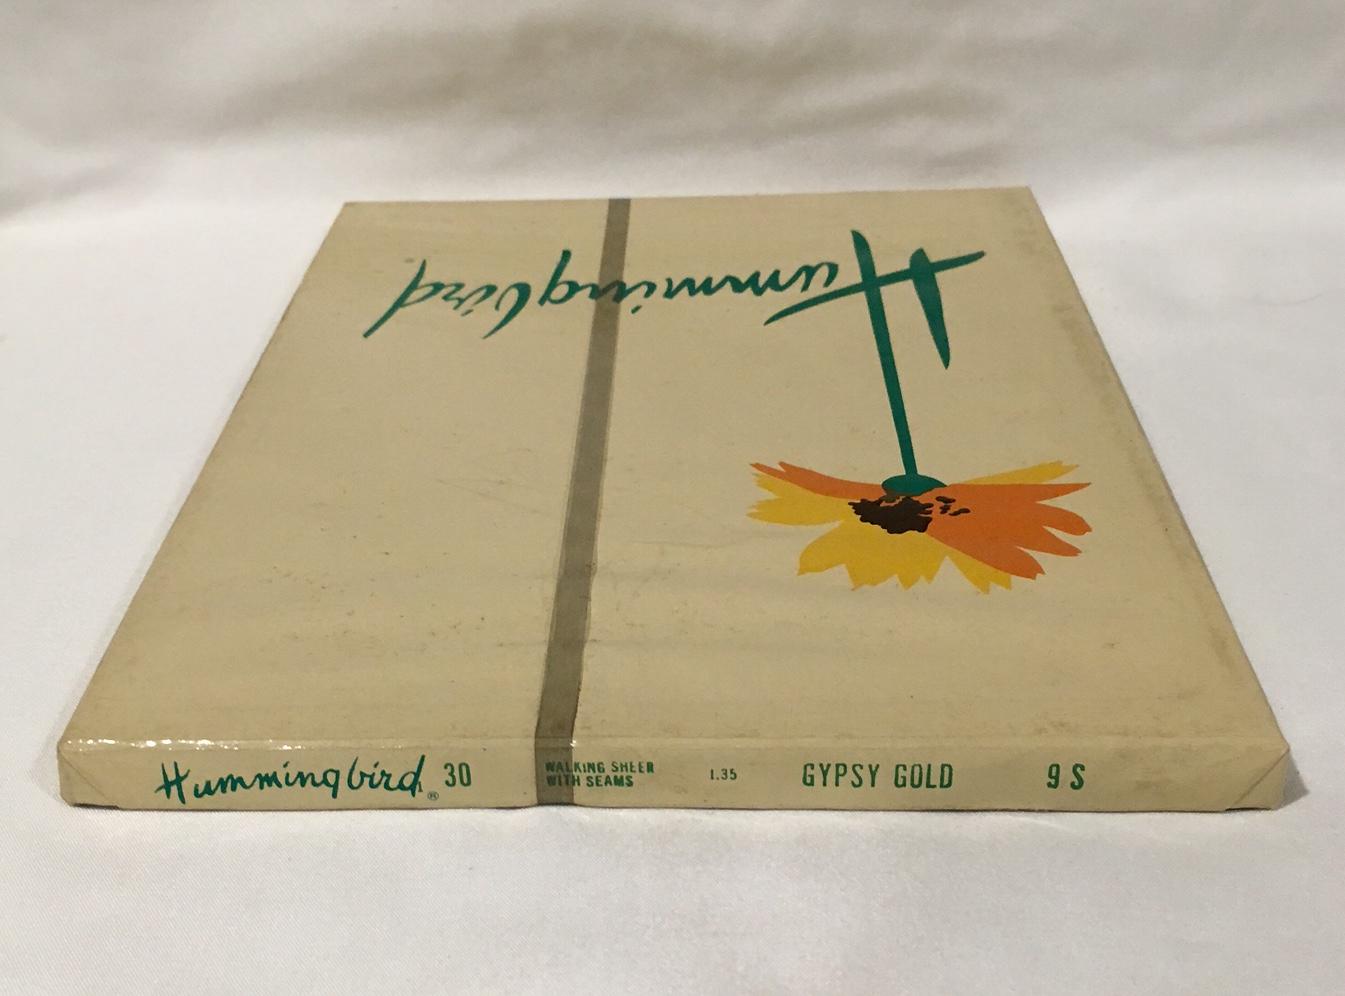 Hummingbird
Hummingbird® 30
WALKING SHEER
WITH SEAMS
1.35
GYPSY GOLD
9 S